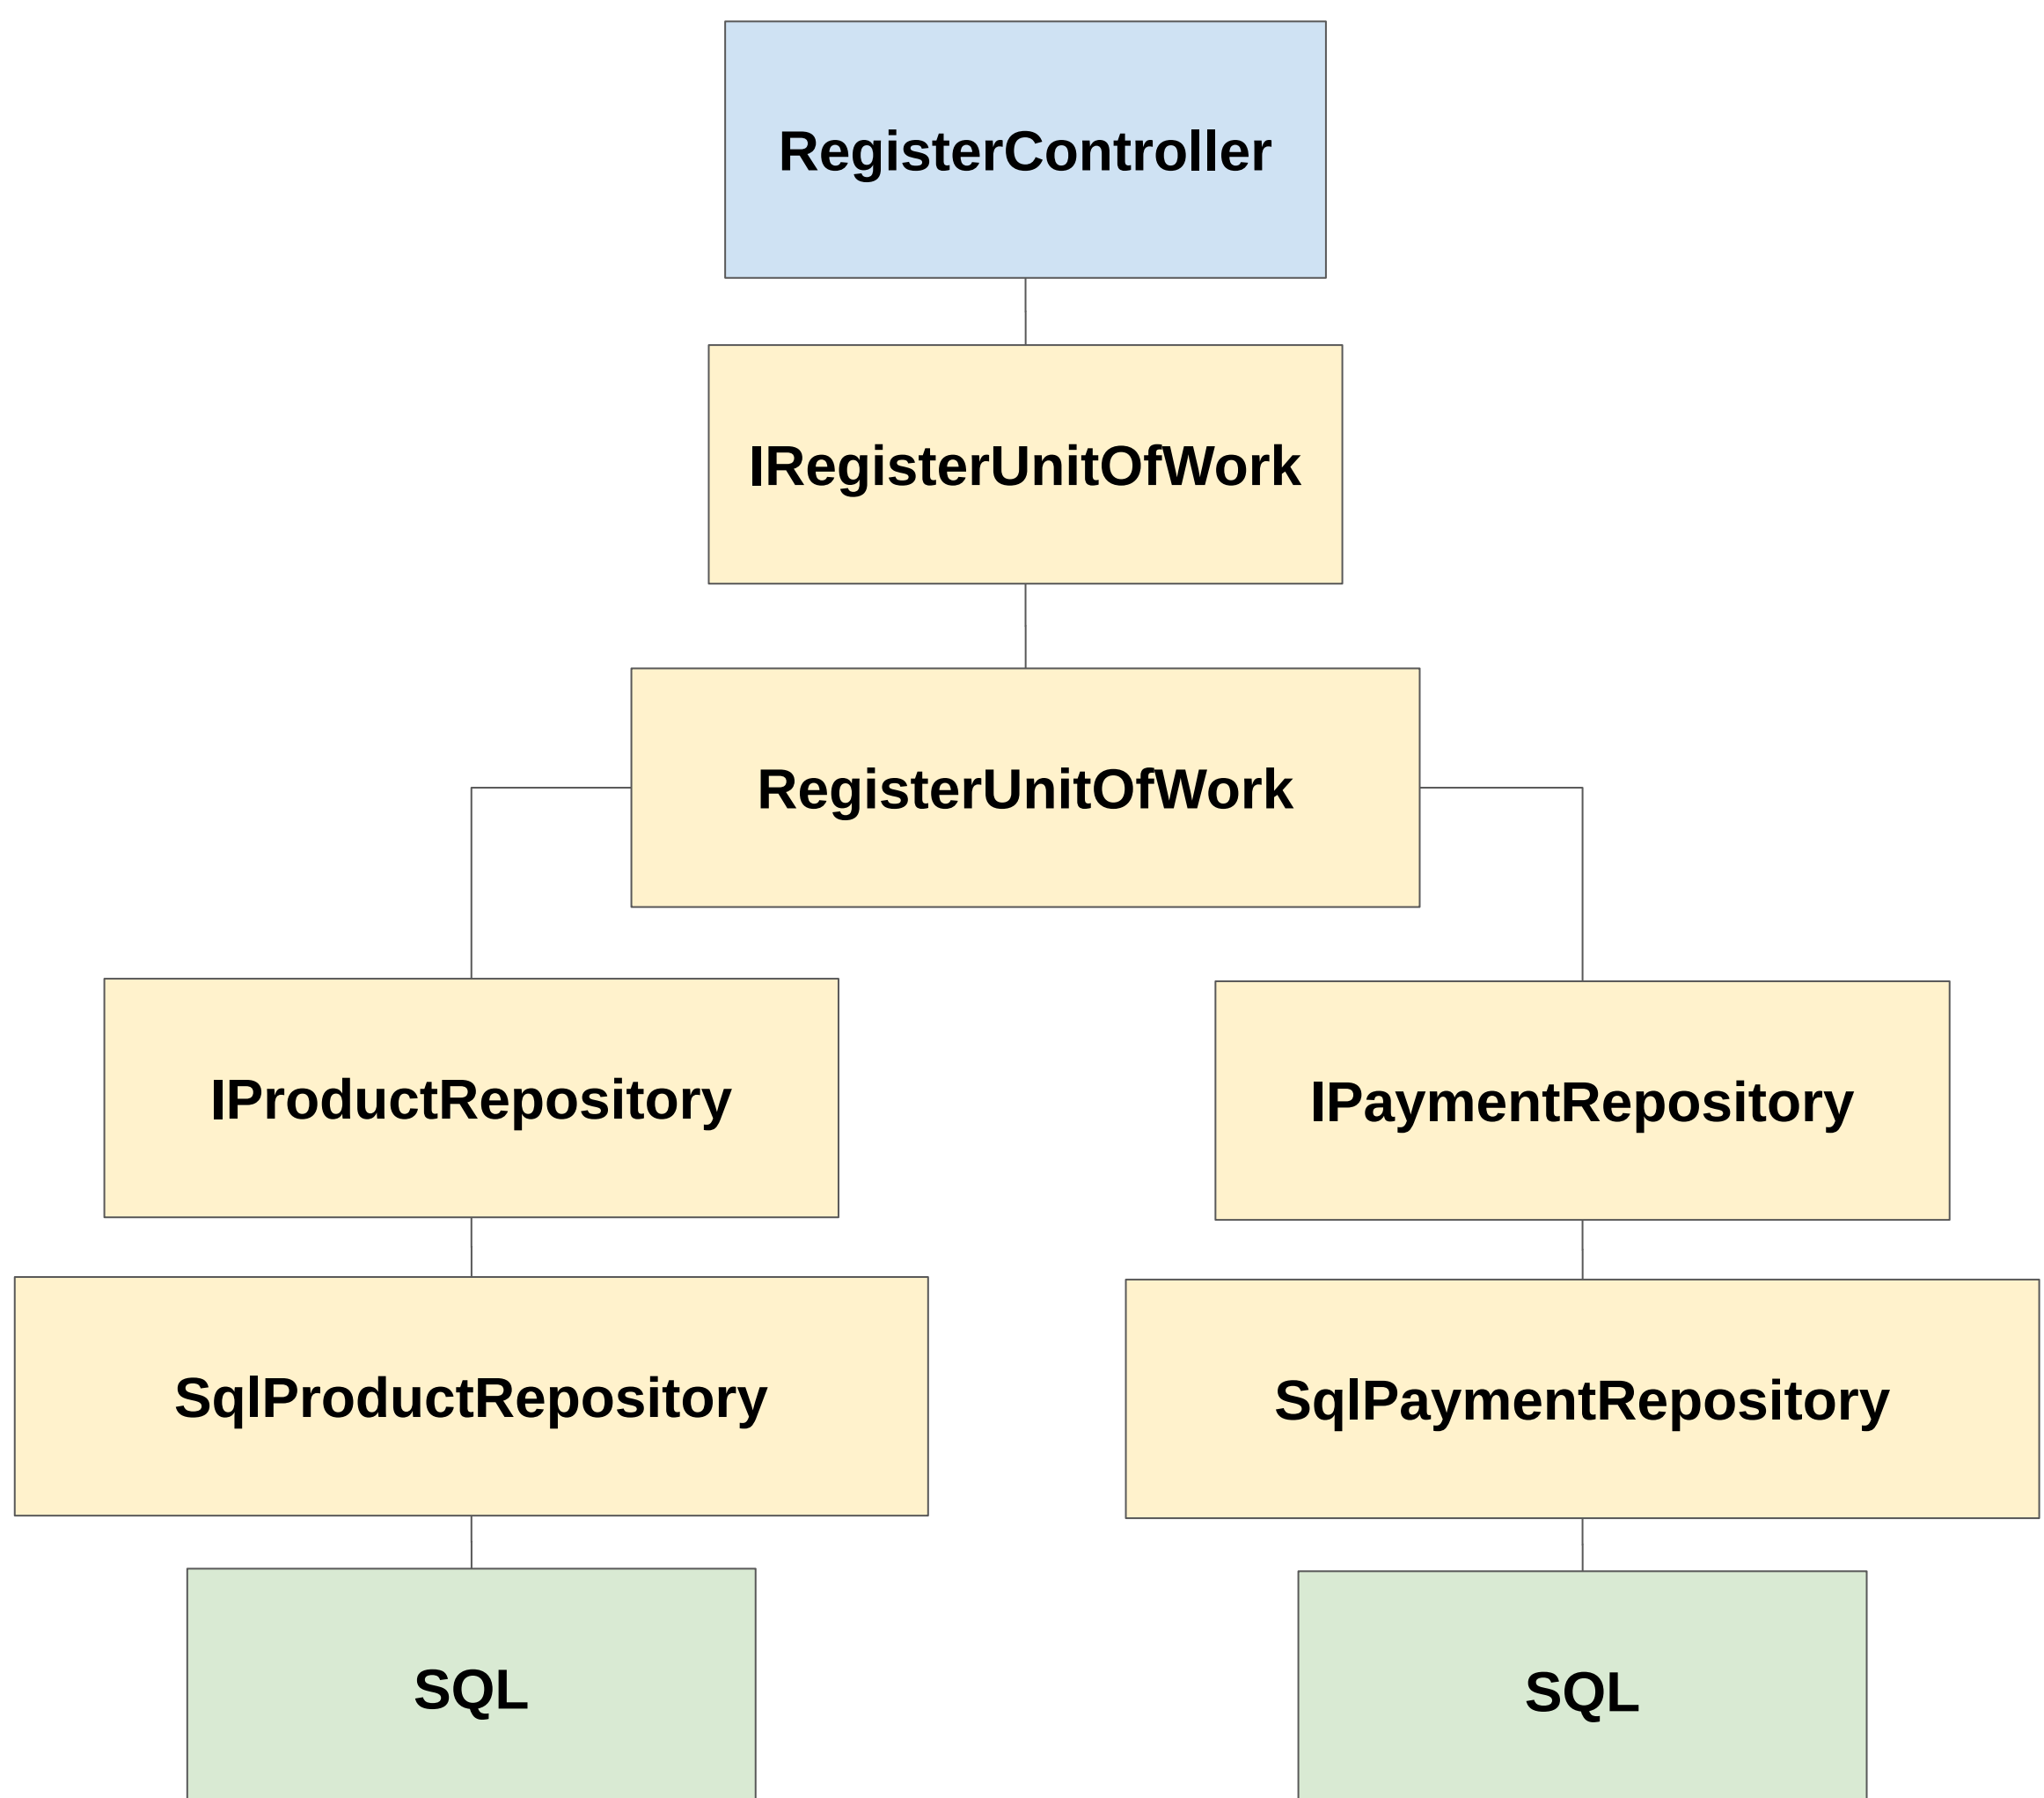 RegisterController
IRegisterUnitOfWork
RegisterUnitOfWork
IProductRepository
IPaymentRepository
SqlProductRepository
SqlPaymentRepository
SQL
SQL